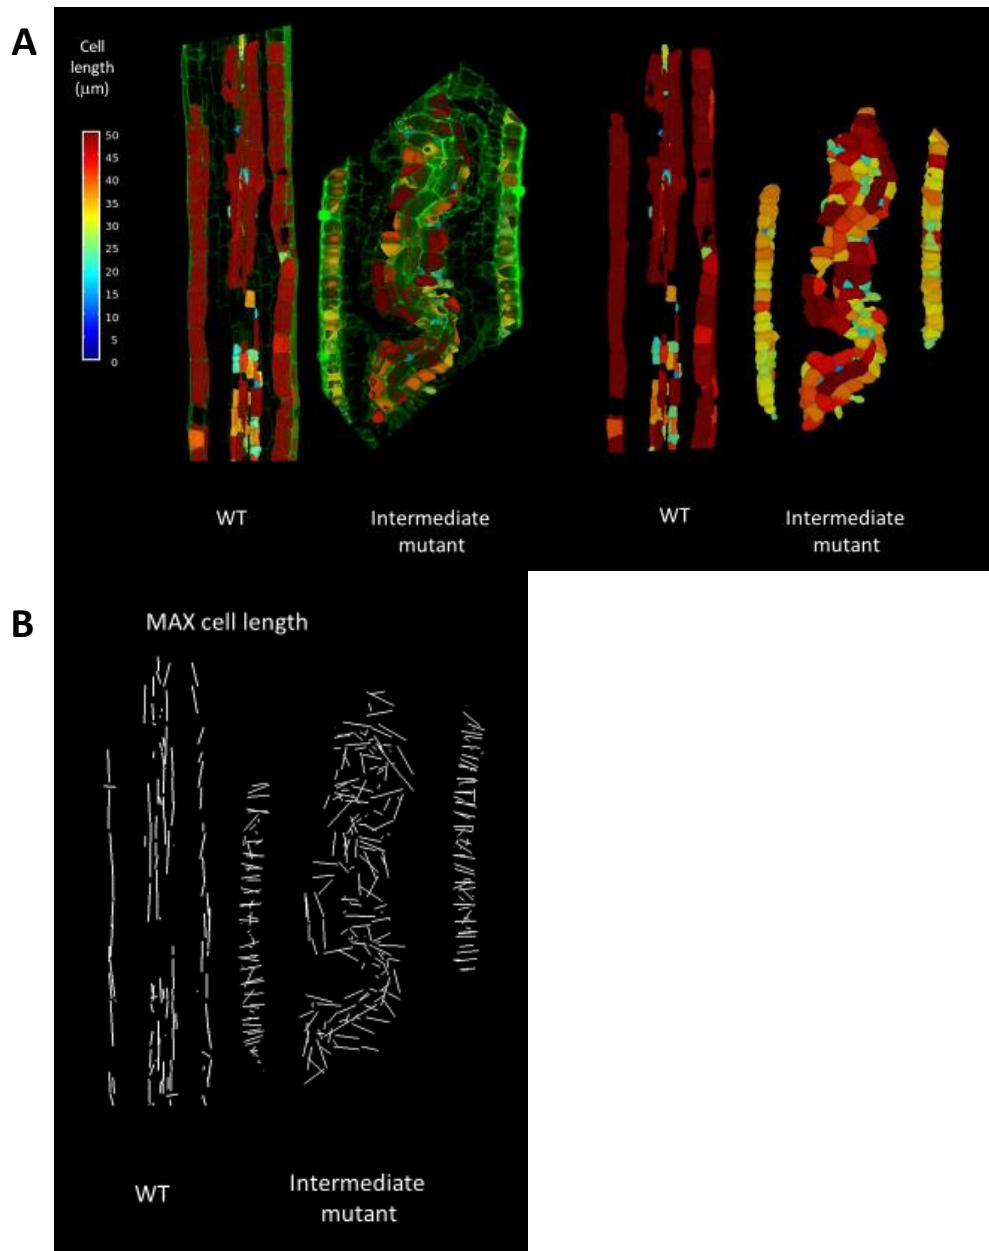 A
Cell
length
(μm)
50
45
40
35
30
25
20
15
10
5
0
WT
Intermediate
mutant
WT
Intermediate
mutant
B
MAX cell length
WT
Intermediate
mutant